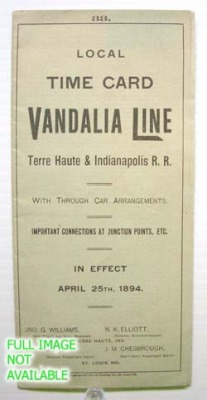 33.
LOCAL
TIME CARD
VANDALIA LINE
Terre Haute & Indianapolis R. R.
WITH THROUGH CAR ARRANGEMENTS.
IMPORTANT CONNECTIONS AT JUNCTION POINTS, ETC.
IN EFFECT
APRIL 25TH, 1894.
JNO. G. WILLIAMS,
N. K. ELLIOTT,
TERRE HAUTE, IND.
J. M. CHESBROUGH,
ST. LOUIS MO.
FULL IMAGE
NOT
AVAILABLE